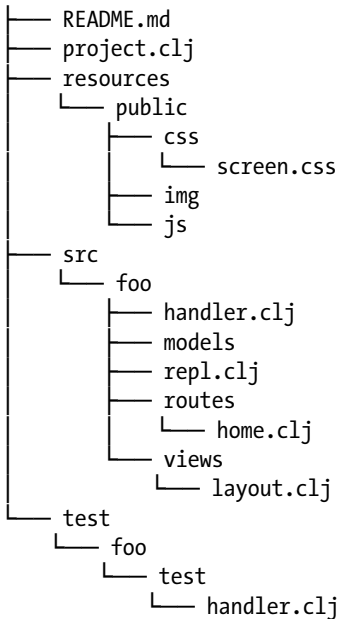 README.md
project.clj
resources
public
css
screen.css
img
js
src
foo
handler.clj
models
repl.clj
routes
home.clj
views
layout.clj
test
foo
test
handler.clj